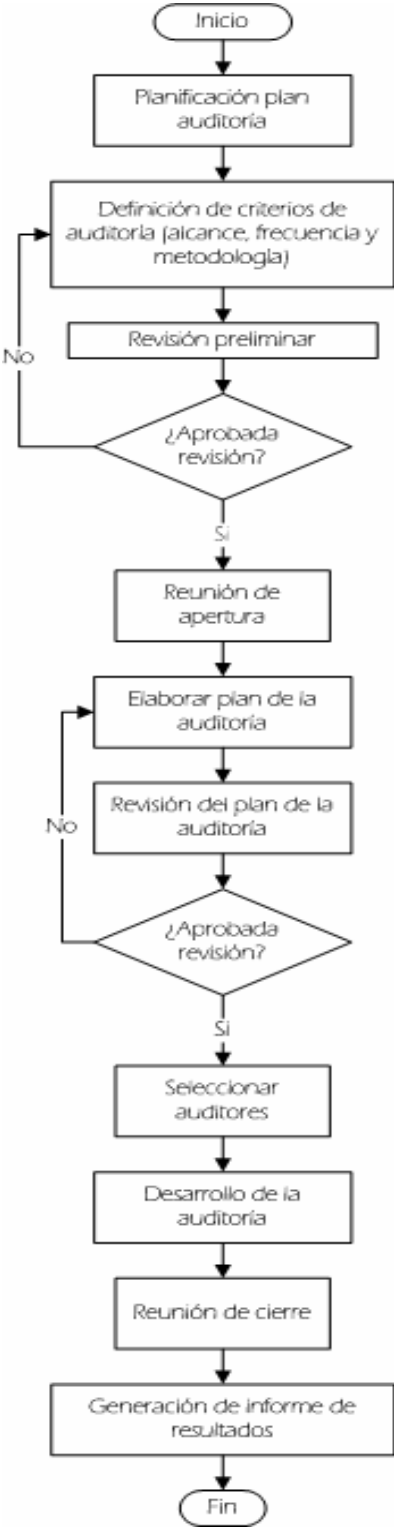 Inicio
Planificación plan
auditoría
Definición de criterios de
auditoría (alcance, frecuencia y
metodología)
Revisión preliminar
No
¿Aprobada
revisión?
Si
Reunión de
apertura
Elaborar plan de la
auditoría
Revisión del plan de la
auditoría
No
¿Aprobada
revisión?
Si
Seleccionar
auditores
Desarrollo de la
auditoría
Reunión de cierre
Generación de informe de
resultados
Fin